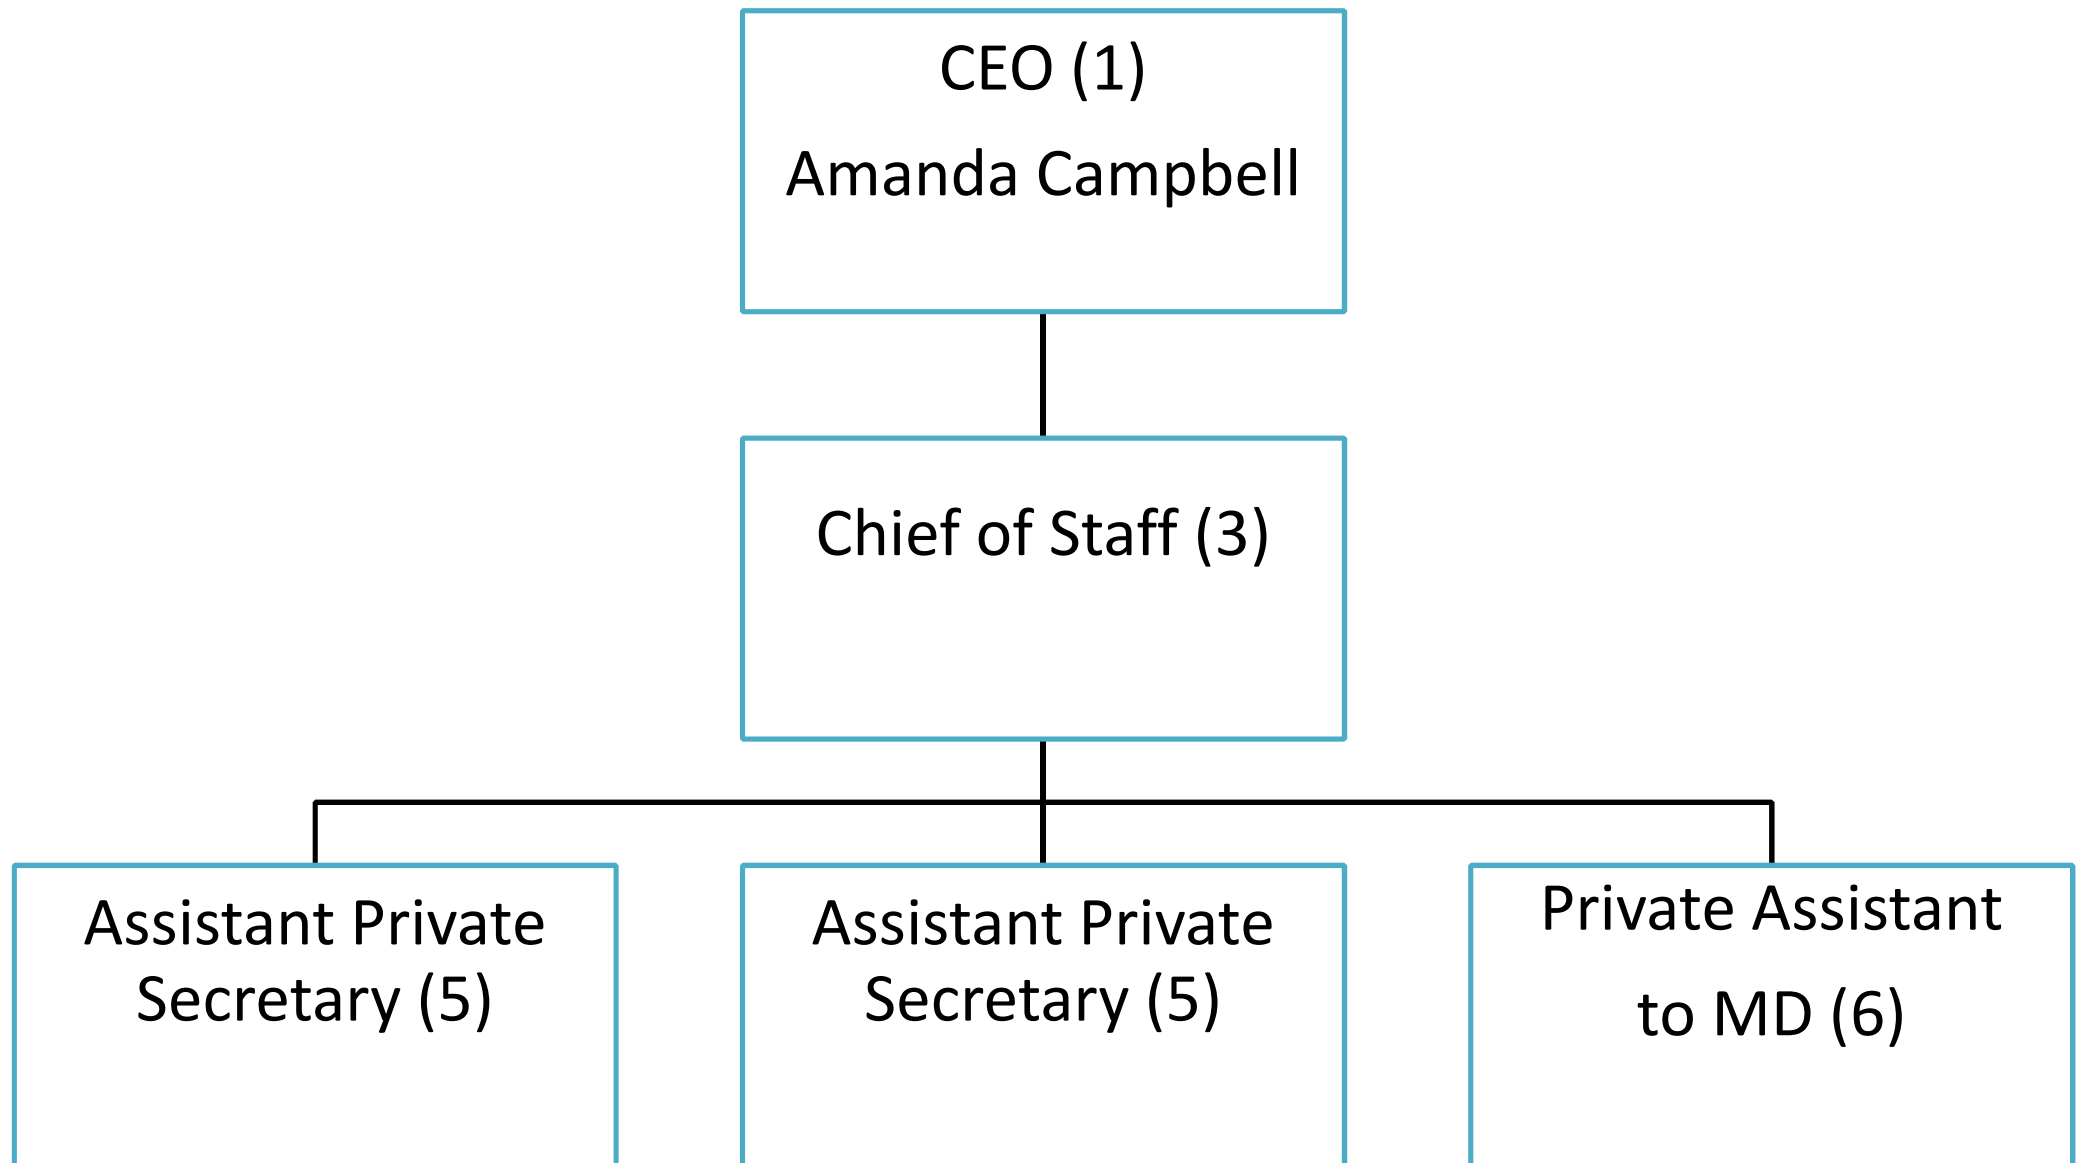 CEO (1)
Amanda Campbell
Chief of Staff (3)
Assistant Private
Secretary (5)
Assistant Private
Secretary (5)
Private Assistant
to MD (6)